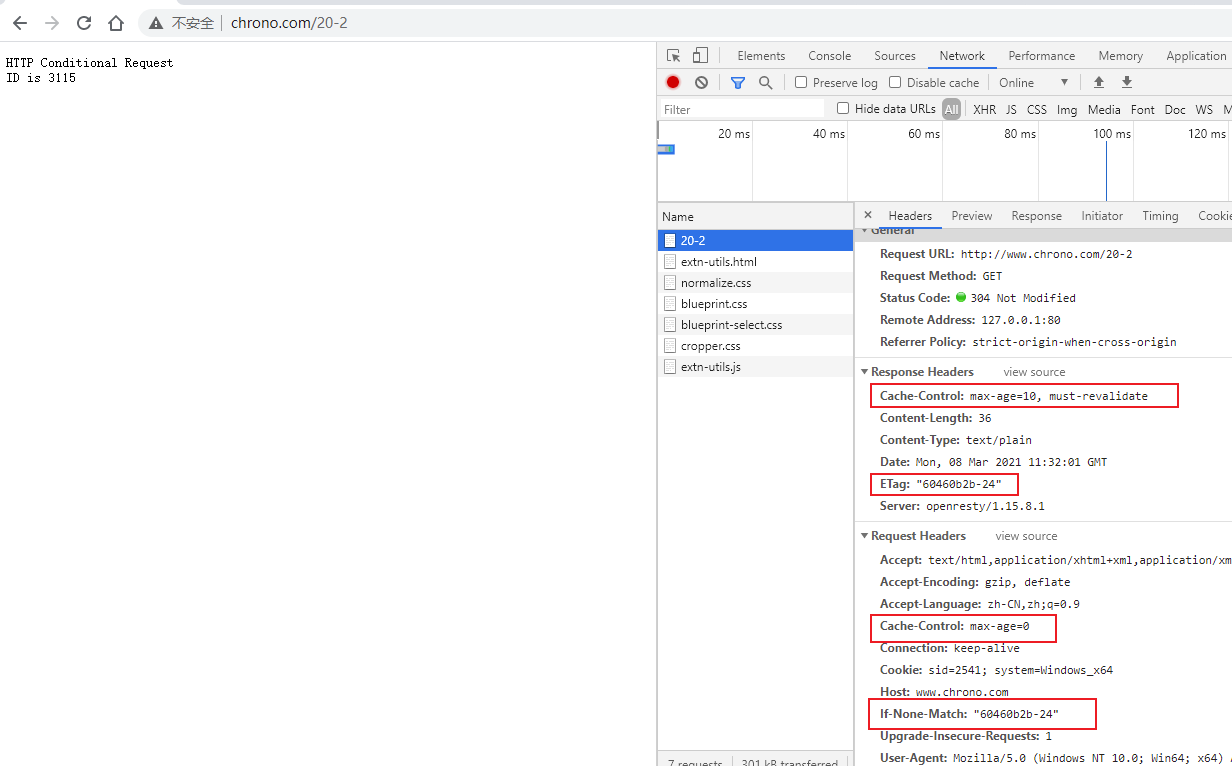 不安全 chrono.com/20-2
HTTP Conditional Request
ID is 3115
Elements Console Sources Network Performance Memory Application
Preserve log Disable cache Online
Filter Hide data URLs All XHR JS CSS Img Media Font Doc WS M
20 ms 40 ms 60 ms 80 ms 100 ms 120 ms
Name
20-2
extn-utils.html
normalize.css
blueprint.css
blueprint-select.css
cropper.css
extn-utils.js
7 requests 301 kB transferred
× Headers Preview Response Initiator Timing Cookie
General
Request URL: http://www.chrono.com/20-2
Request Method: GET
Status Code: 304 Not Modified
Remote Address: 127.0.0.1:80
Referrer Policy: strict-origin-when-cross-origin
Response Headers view source
Cache-Control: max-age=10, must-revalidate
Content-Length: 36
Content-Type: text/plain
Date: Mon, 08 Mar 2021 11:32:01 GMT
ETag: "60460b2b-24"
Server: openresty/1.15.8.1
Request Headers view source
Accept: text/html,application/xhtml+xml,application/xm
Accept-Encoding: gzip, deflate
Accept-Language: zh-CN,zh;q=0.9
Cache-Control: max-age=0
Connection: keep-alive
Cookie: sid=2541; system=Windows_x64
Host: www.chrono.com
If-None-Match: "60460b2b-24"
Upgrade-Insecure-Requests: 1
User-Agent: Mozilla/5.0 (Windows NT 10.0; Win64; x64)